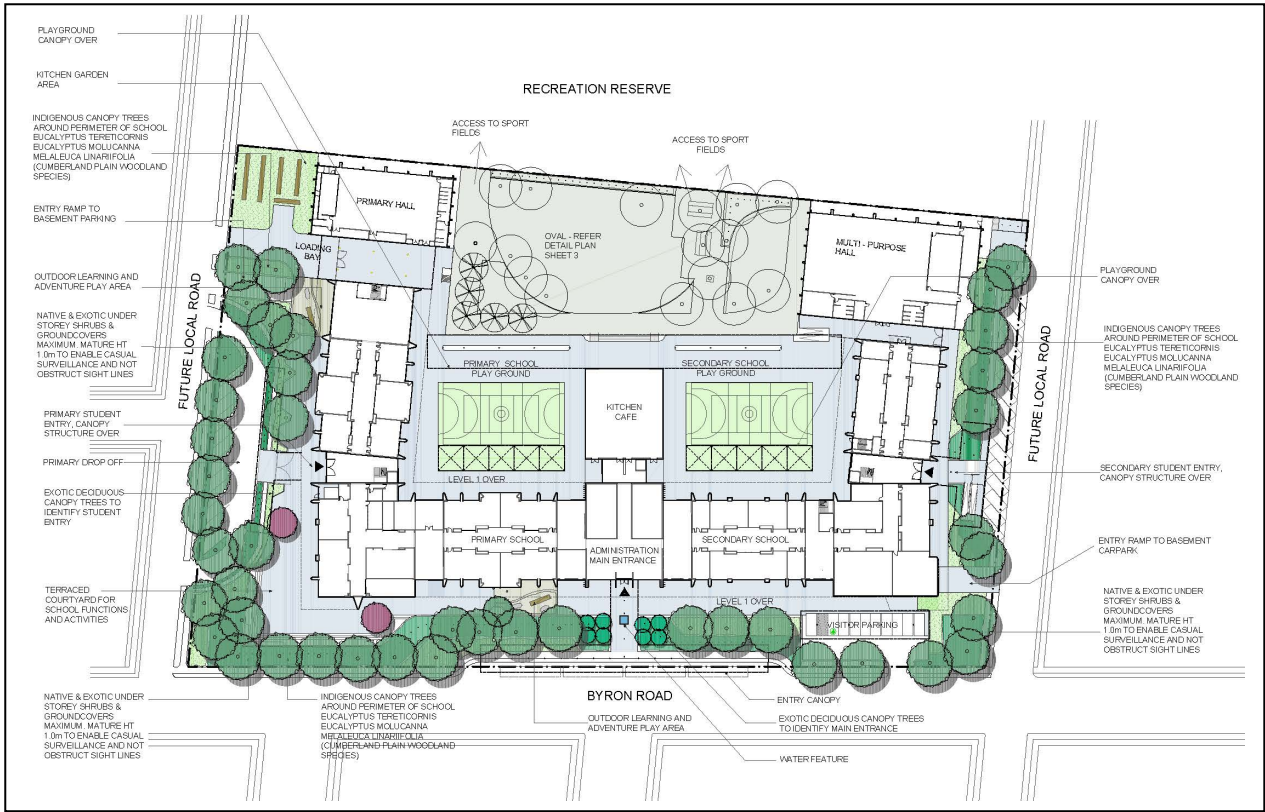 PLAYGROUND
CANOPY OVER
KITCHEN GARDEN
AREA
INDIGENOUS CANOPY TREES
AROUND PERIMETER OF SCHOOL
EUCALYPTUS TERETICORNIS
EUCALYPTUS MOLUCANNA
MELALEUCA LINARIIFOLIA
(CUMBERLAND PLAIN WOODLAND
SPECIES)
ENTRY RAMP TO
BASEMENT PARKING
OUTDOOR LEARNING AND
ADVENTURE PLAY AREA
NATIVE & EXOTIC UNDER
STOREY SHRUBS &
GROUNDCOVERS
MAXIMUM. MATURE HT
1.0m TO ENABLE CASUAL
SURVEILLANCE AND NOT
OBSTRUCT SIGHT LINES
PRIMARY STUDENT
ENTRY, CANOPY
STRUCTURE OVER
PRIMARY DROP OFF
EXOTIC DECIDUOUS
CANOPY TREES TO
IDENTIFY STUDENT
ENTRY
TERRACED
COURTYARD FOR
SCHOOL FUNCTIONS
AND ACTIVITIES
NATIVE & EXOTIC UNDER
STOREY SHRUBS &
GROUNDCOVERS
MAXIMUM. MATURE HT
1.0m TO ENABLE CASUAL
SURVEILLANCE AND NOT
OBSTRUCT SIGHT LINES
RECREATION RESERVE
ACCESS TO SPORT
FIELDS
ACCESS TO SPORT
FIELDS
PRIMARY HALL
LOADING
BAY
OVAL - REFER
DETAIL PLAN
SHEET 3
MULTI - PURPOSE
HALL
FUTURE LOCAL ROAD
PRIMARY SCHOOL
PLAY GROUND
SECONDARY SCHOOL
PLAY GROUND
KITCHEN
CAFE
LEVEL 1 OVER
PRIMARY SCHOOL
ADMINISTRATION
MAIN ENTRANCE
SECONDARY SCHOOL
LEVEL 1 OVER
VISITOR PARKING
FUTURE LOCAL ROAD
BYRON ROAD
INDIGENOUS CANOPY TREES
AROUND PERIMETER OF SCHOOL
EUCALYPTUS TERETICORNIS
EUCALYPTUS MOLUCANNA
MELALEUCA LINARIIFOLIA
(CUMBERLAND PLAIN WOODLAND
SPECIES)
OUTDOOR LEARNING AND
ADVENTURE PLAY AREA
ENTRY CANOPY
EXOTIC DECIDUOUS CANOPY TREES
TO IDENTIFY MAIN ENTRANCE
WATER FEATURE
PLAYGROUND
CANOPY OVER
INDIGENOUS CANOPY TREES
AROUND PERIMETER OF SCHOOL
EUCALYPTUS TERETICORNIS
EUCALYPTUS MOLUCANNA
MELALEUCA LINARIIFOLIA
(CUMBERLAND PLAIN WOODLAND
SPECIES)
SECONDARY STUDENT ENTRY,
CANOPY STRUCTURE OVER
ENTRY RAMP TO BASEMENT
CARPARK
NATIVE & EXOTIC UNDER
STOREY SHRUBS &
GROUNDCOVERS
MAXIMUM. MATURE HT
1.0m TO ENABLE CASUAL
SURVEILLANCE AND NOT
OBSTRUCT SIGHT LINES